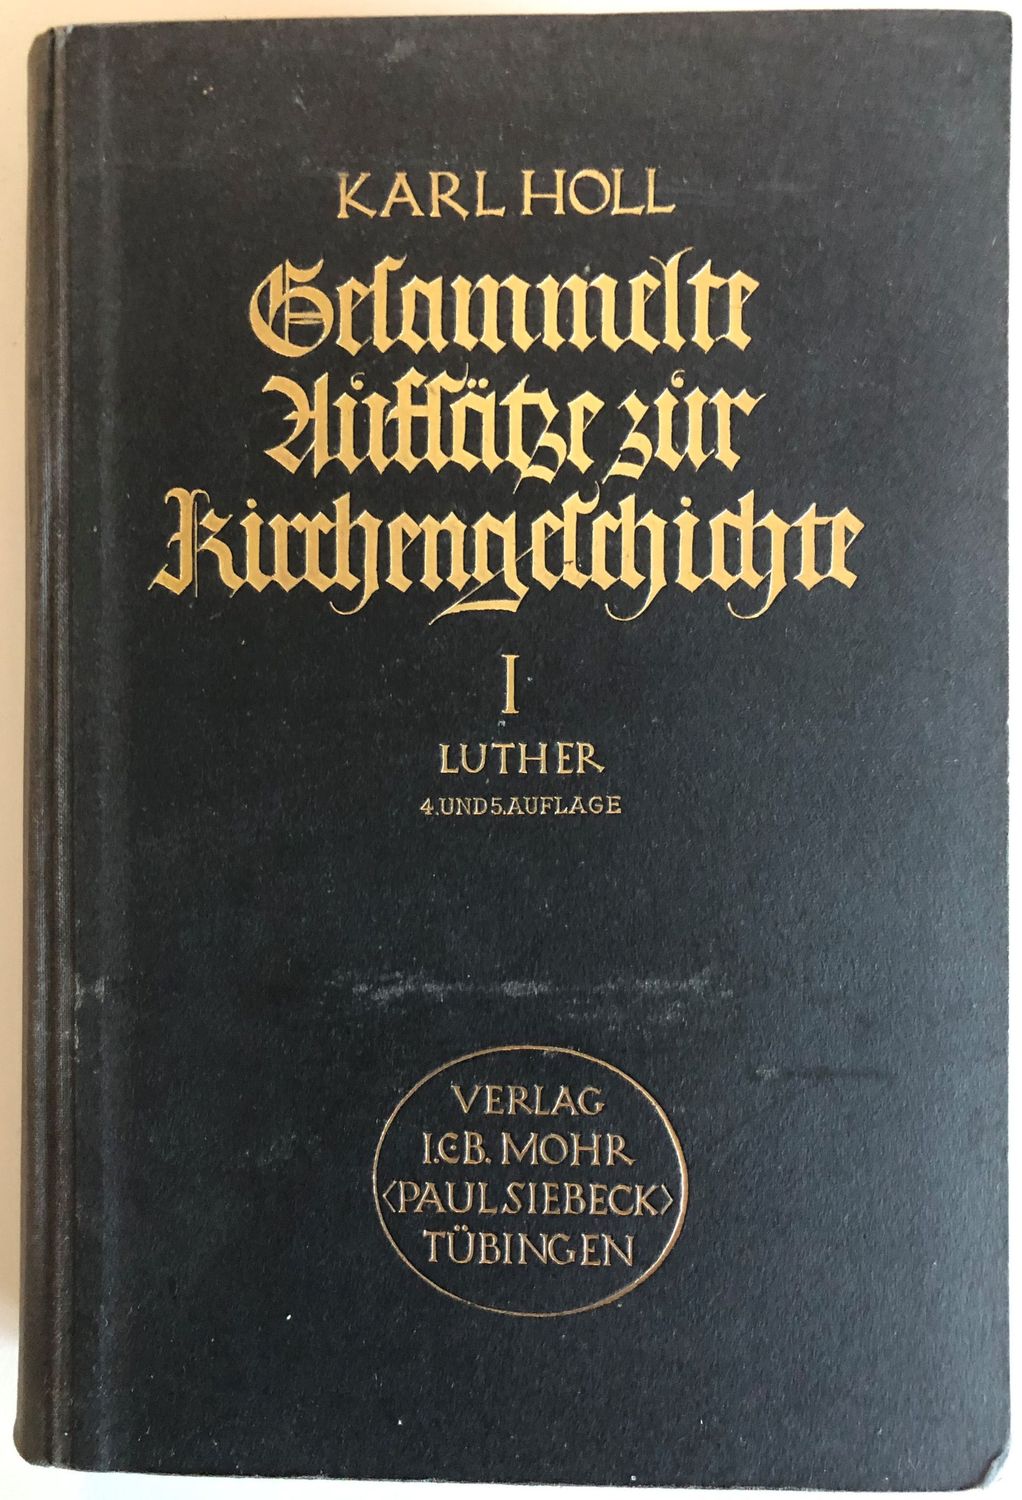 KARL HOLL
Gesammelte
Aufsätze zur
Kirchengeschichte
I
LUTHER
4. UND 5. AUFLAGE
VERLAG
I.C.B. MOHR
<PAUL SIEBECK>
TÜBINGEN